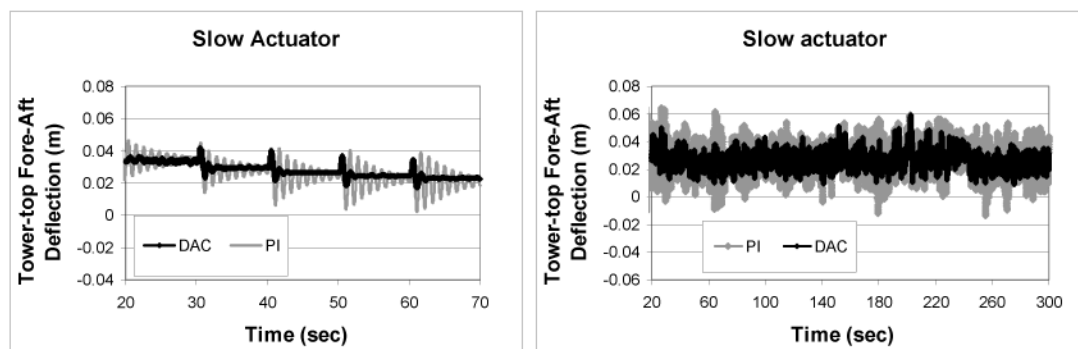 Slow Actuator
Tower-top Fore-Aft
Deflection (m)
0.08
0.06
0.04
0.02
0
-0.02
-0.04
DAC PI
20 30 40 50 60 70
Time (sec)
Slow actuator
Tower-top Fore-Aft
Deflection (m)
0.08
0.06
0.04
0.02
0
-0.02
-0.04
-0.06
PI DAC
20 60 100 140 180 220 260 300
Time (sec)